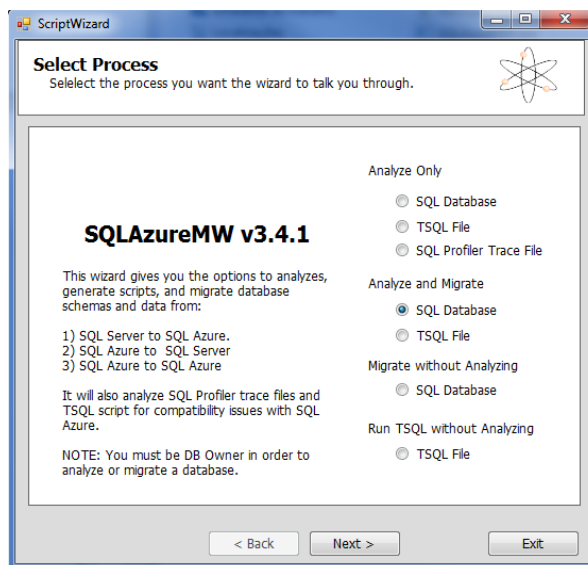 ScriptWizard
Select Process
Selelect the process you want the wizard to talk you through.
SQLAzureMW v3.4.1
This wizard gives you the options to analyzes,
generate scripts, and migrate database
schemas and data from:
1) SQL Server to SQL Azure.
2) SQL Azure to SQL Server
3) SQL Azure to SQL Azure
It will also analyze SQL Profiler trace files and
TSQL script for compatibility issues with SQL
Azure.
NOTE: You must be DB Owner in order to
analyze or migrate a database.
Analyze Only
SQL Database
TSQL File
SQL Profiler Trace File
Analyze and Migrate
SQL Database
TSQL File
Migrate without Analyzing
SQL Database
Run TSQL without Analyzing
TSQL File
< Back
Next >
Exit